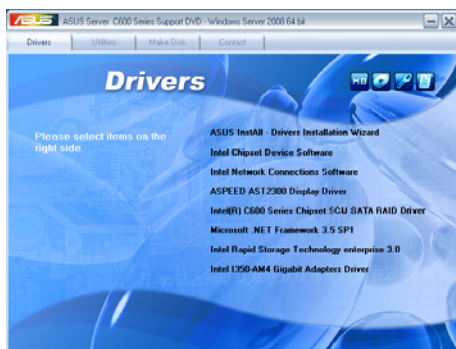 ASUS ASUS Server C600 Series Support DVD - Windows Server 2008 64 bit
Drivers Utilities Make Disk Contact
Drivers
Please select items on the
right side.
ASUS InstAll - Drivers Installation Wizard
Intel Chipset Device Software
Intel Network Connections Software
ASPEED AST2300 Display Driver
Intel(R) C600 Series Chipset SCU SATA RAID Driver
Microsoft .NET Framework 3.5 SP1
Intel Rapid Storage Technology enterprise 3.0
Intel I350-AM4 Gigabit Adapters Driver